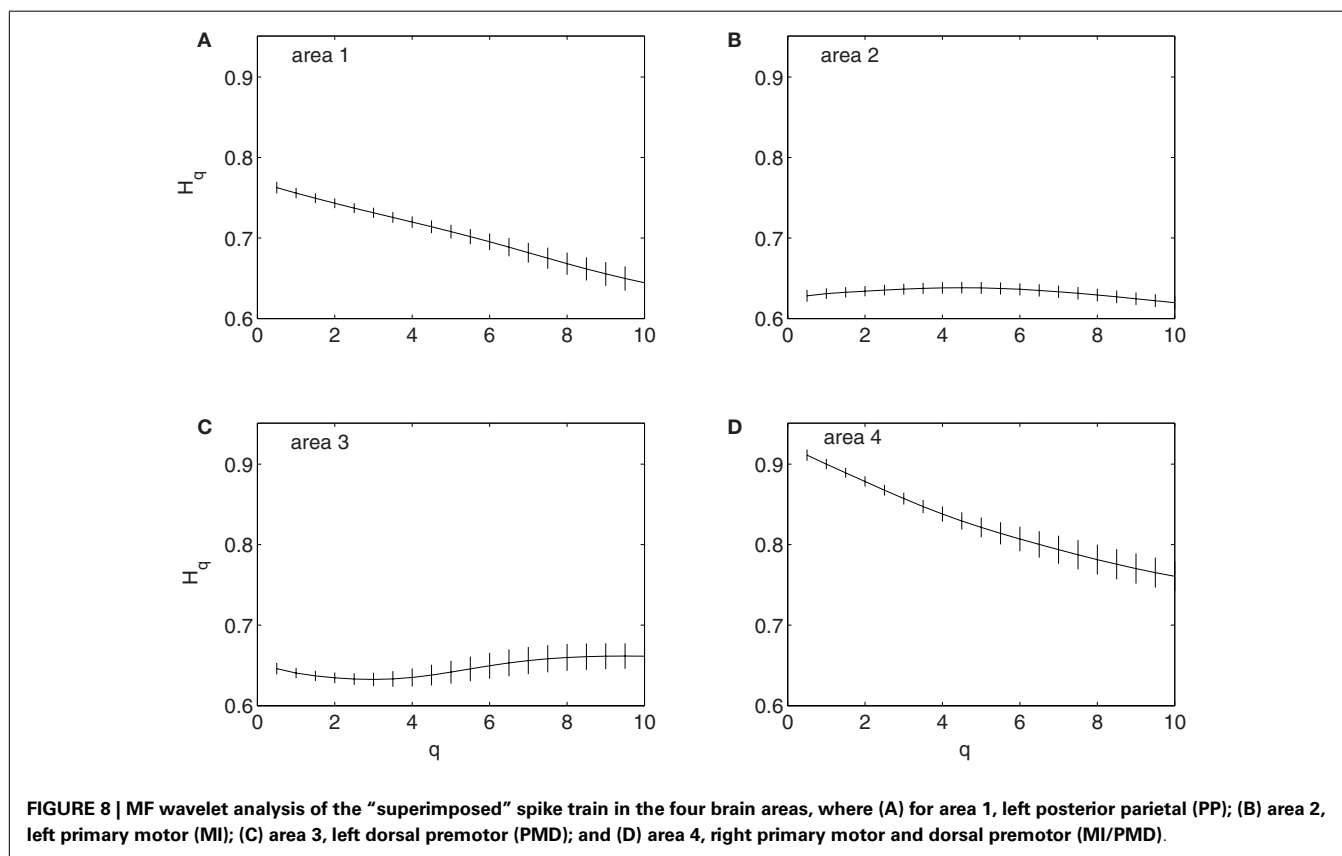 A
area 1
0.9
0.8
0.7
0.6
H_q
0 2 4 6 8 10
B
area 2
0.9
0.8
0.7
0.6
0 2 4 6 8 10
C
area 3
0.9
0.8
0.7
0.6
H_q
0 2 4 6 8 10
q
D
area 4
0.9
0.8
0.7
0.6
0 2 4 6 8 10
q
FIGURE 8 | MF wavelet analysis of the “superimposed” spike train in the four brain areas, where (A) for area 1, left posterior parietal (PP); (B) area 2,
left primary motor (MI); (C) area 3, left dorsal premotor (PMD); and (D) area 4, right primary motor and dorsal premotor (MI/PMD).